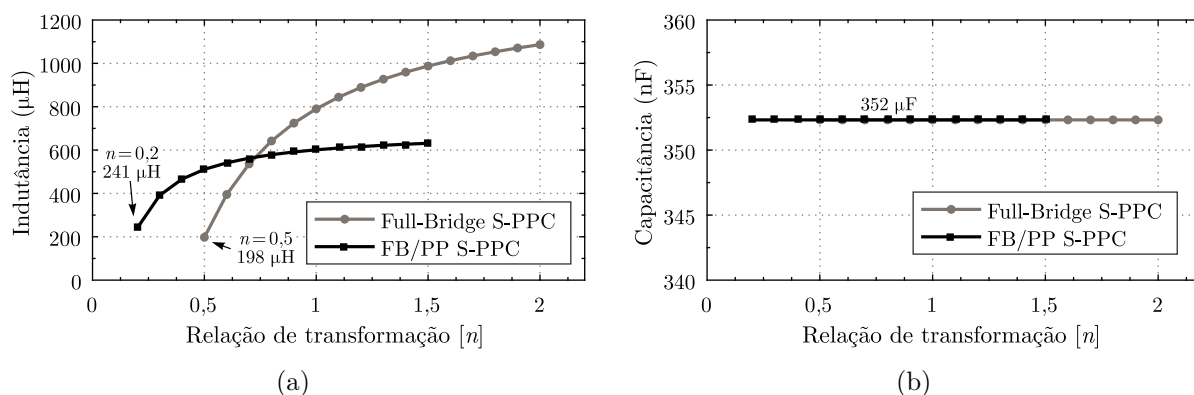 1200
1000
800
600
400
200
0
Indutância (µH)
n=0,2
241 µH
n=0,5
198 µH
Full-Bridge S-PPC
FB/PP S-PPC
0
0,5
1
1,5
2
Relação de transformação [n]
(a)
360
355
350
345
340
Capacitância (nF)
352 µF
Full-Bridge S-PPC
FB/PP S-PPC
0
0,5
1
1,5
2
Relação de transformação [n]
(b)